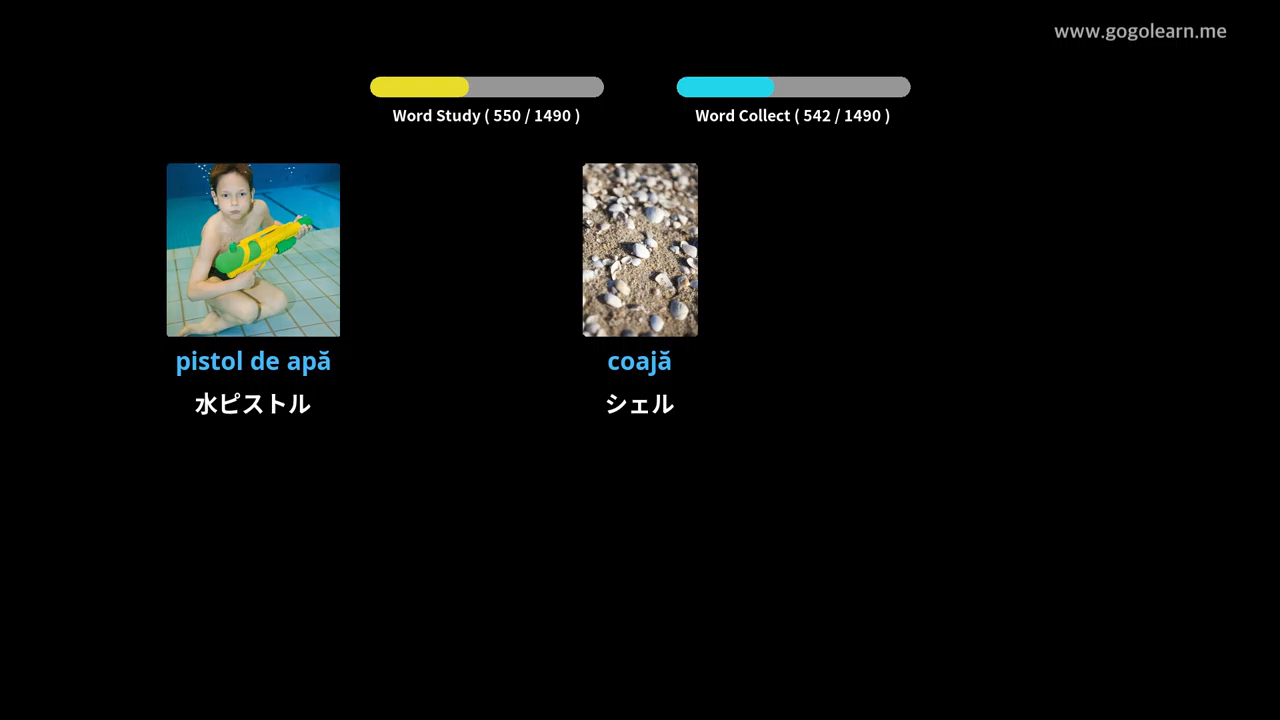 www.gogolearn.me
Word Study ( 550 / 1490 )
Word Collect ( 542 / 1490 )
pistol de apă
水ピストル
coajă
シェル